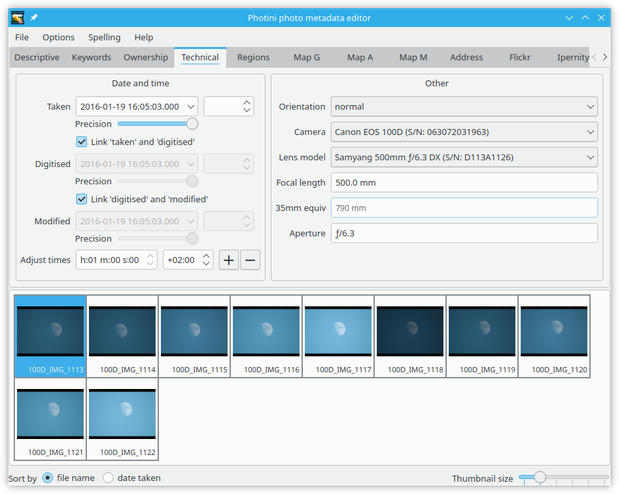 Photini photo metadata editor
File Options Spelling Help
Descriptive Keywords Ownership Technical Regions Map G Map A Map M Address Flickr Ipernity
Date and time
Taken 2016-01-19 16:05:03.000
Precision
Link 'taken' and 'digitised'
Digitised 2016-01-19 16:05:03.000
Precision
Link 'digitised' and 'modified'
Modified 2016-01-19 16:05:03.000
Precision
Adjust times h:01 m:00 s:00 +02:00
Other
Orientation normal
Camera Canon EOS 100D (S/N: 063072031963)
Lens model Samyang 500mm ƒ/6.3 DX (S/N: D113A1126)
Focal length 500.0 mm
35mm equiv 790 mm
Aperture ƒ/6.3
100D_IMG_1113 100D_IMG_1114 100D_IMG_1115 100D_IMG_1116 100D_IMG_1117 100D_IMG_1118 100D_IMG_1119 100D_IMG_1120
100D_IMG_1121 100D_IMG_1122
Sort by file name date taken Thumbnail size